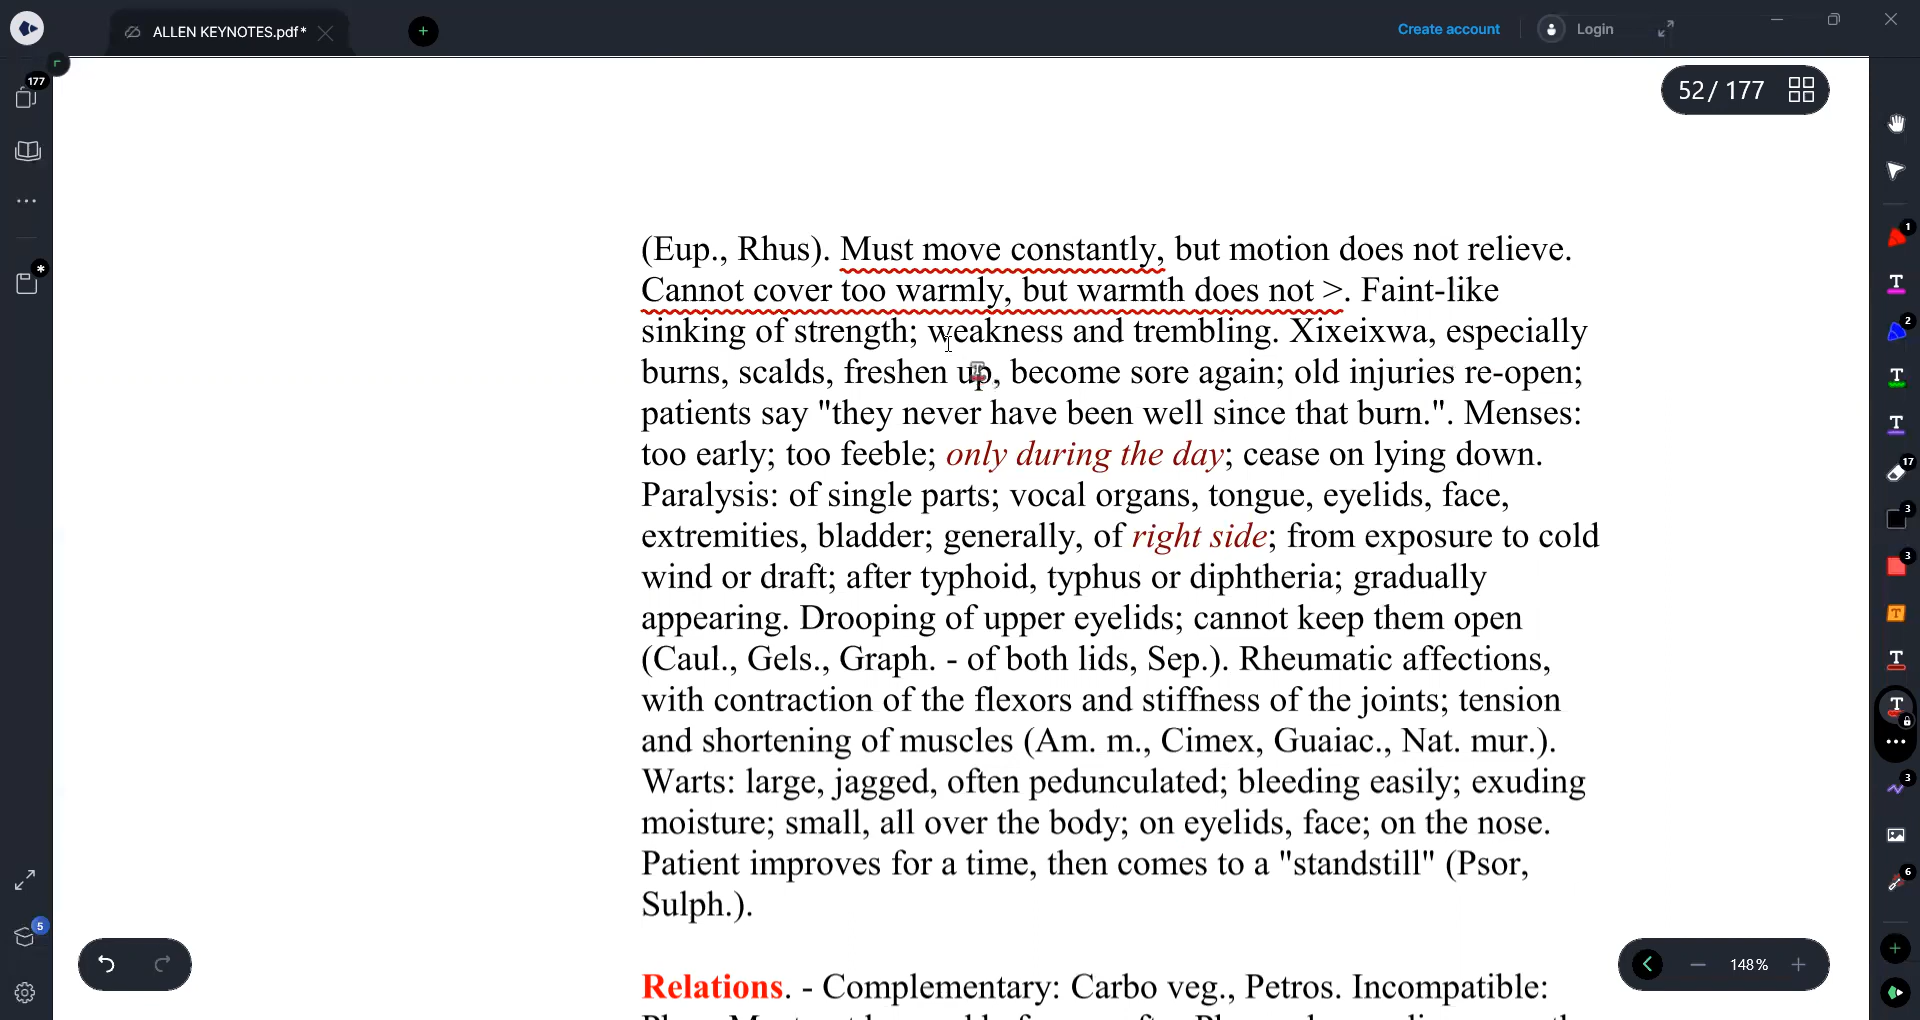 ALLEN KEYNOTES.pdf*
Create account
Login
177
52/ 177
(Eup., Rhus). Must move constantly, but motion does not relieve.
Cannot cover too warmly, but warmth does not >. Faint-like
sinking of strength; weakness and trembling. Xixeixwa, especially
burns, scalds, freshen up, become sore again; old injuries re-open;
patients say "they never have been well since that burn.". Menses:
too early; too feeble; only during the day; cease on lying down.
Paralysis: of single parts; vocal organs, tongue, eyelids, face,
extremities, bladder; generally, of right side; from exposure to cold
wind or draft; after typhoid, typhus or diphtheria; gradually
appearing. Drooping of upper eyelids; cannot keep them open
(Caul., Gels., Graph. - of both lids, Sep.). Rheumatic affections,
with contraction of the flexors and stiffness of the joints; tension
and shortening of muscles (Am. m., Cimex, Guaiac., Nat. mur.).
Warts: large, jagged, often pedunculated; bleeding easily; exuding
moisture; small, all over the body; on eyelids, face; on the nose.
Patient improves for a time, then comes to a "standstill" (Psor,
Sulph.).
Relations. - Complementary: Carbo veg., Petros. Incompatible:
1
T
2
T
T
17
3
3
T
T
T
3
6
5
148%